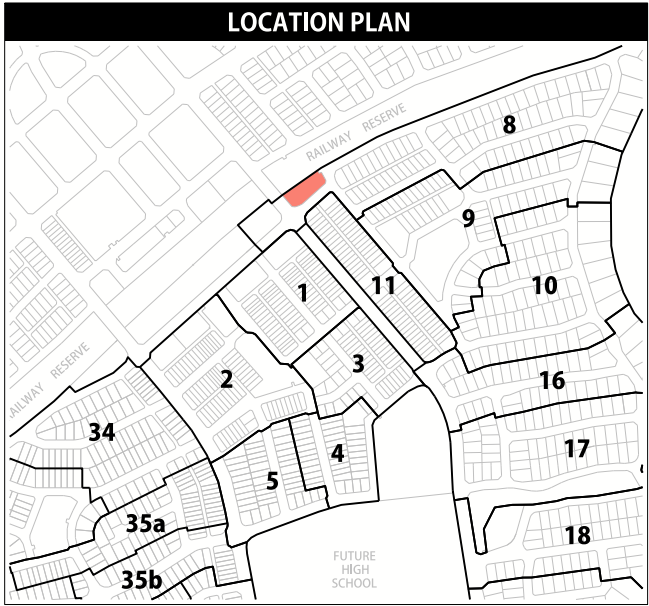 LOCATION PLAN
RAILWAY RESERVE
8
9
10
11
1
3
2
16
34
4
17
5
35a
18
35b
RAILWAY RESERVE
FUTURE
HIGH
SCHOOL